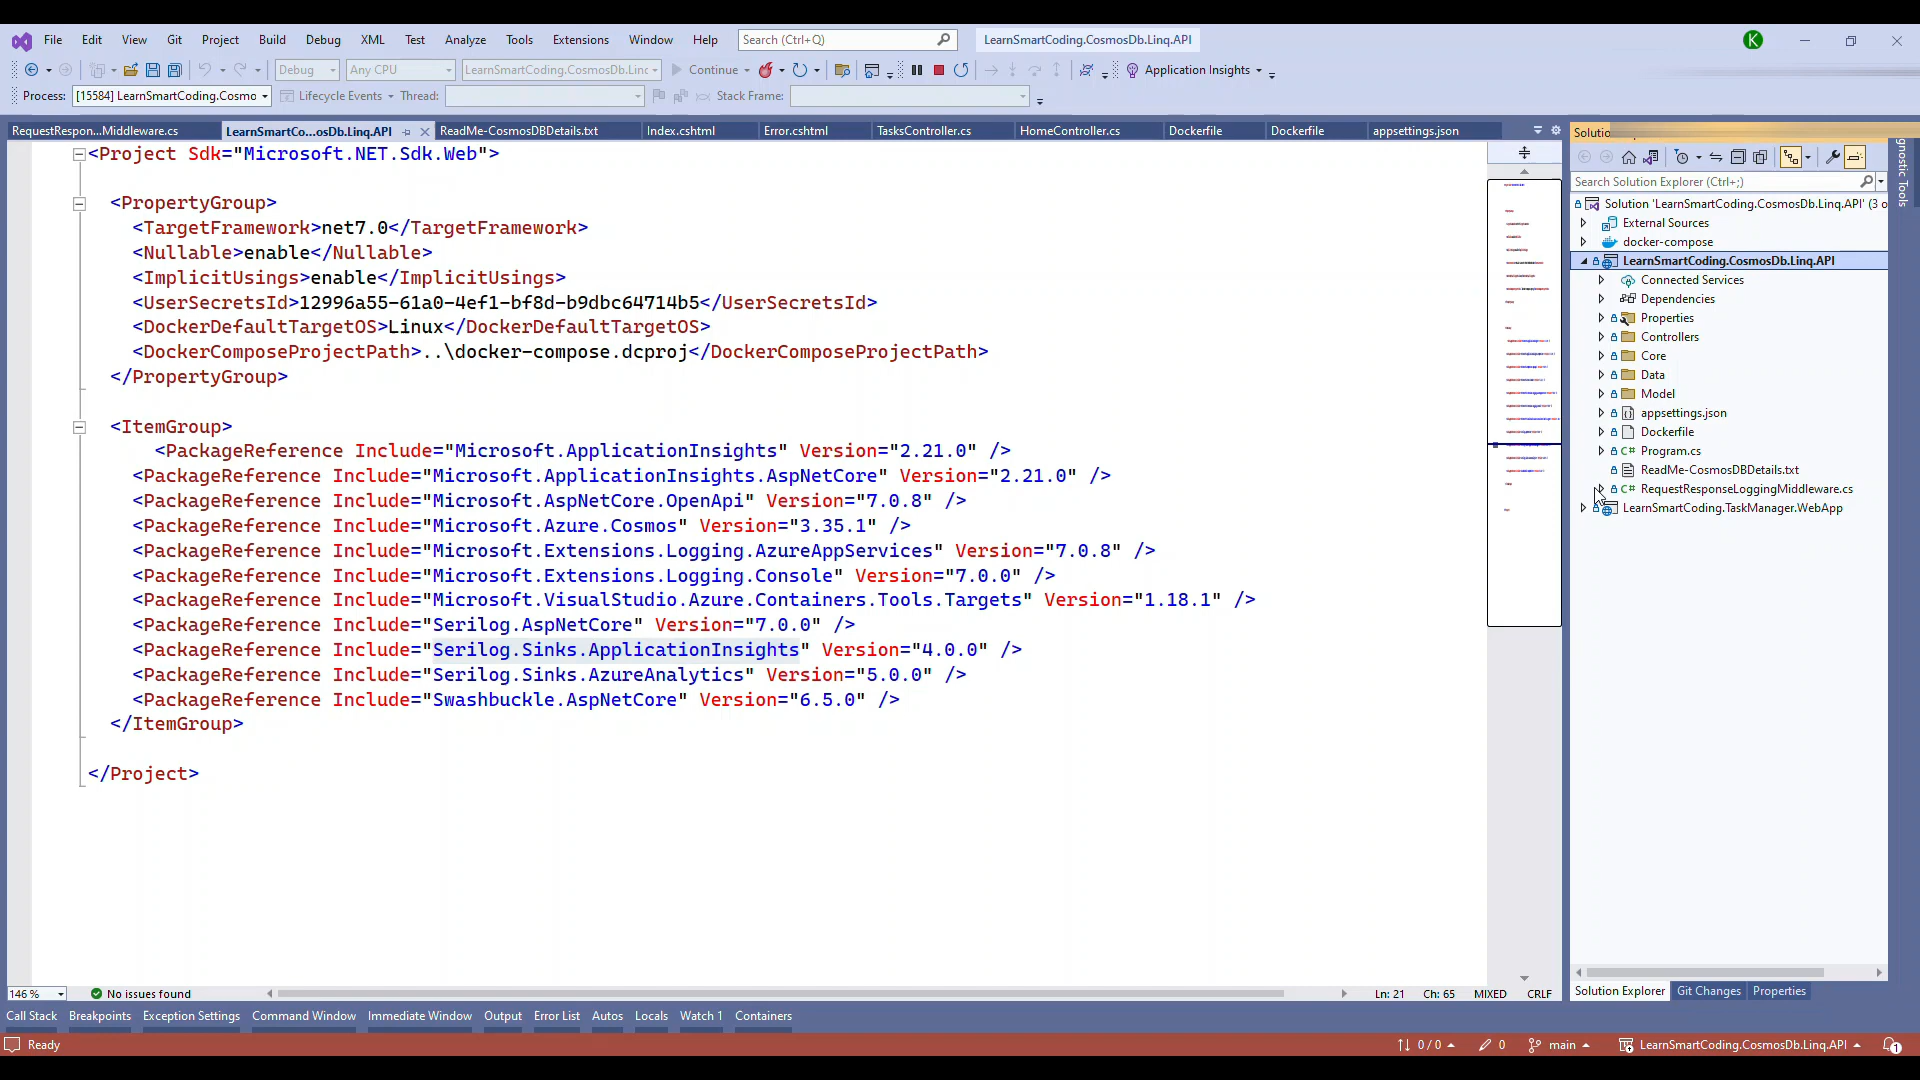 File Edit View Git Project Build Debug XML Test Analyze Tools Extensions Window Help Search (Ctrl+Q) LearnSmartCoding.CosmosDb.Linq.API K
Debug Any CPU LearnSmartCoding.CosmosDb.Linc Continue Application Insights
Process: [15584] LearnSmartCoding.Cosmo Lifecycle Events Thread: Stack Frame:
RequestRespon...Middleware.cs LearnSmartCo...osDb.Linq.API ReadMe-CosmosDBDetails.txt Index.cshtml Error.cshtml TasksController.cs HomeController.cs Dockerfile Dockerfile appsettings.json
<Project Sdk="Microsoft.NET.Sdk.Web">
<PropertyGroup>
<TargetFramework>net7.0</TargetFramework>
<Nullable>enable</Nullable>
<ImplicitUsings>enable</ImplicitUsings>
<UserSecretsId>12996a55-61a0-4ef1-bf8d-b9dbc64714b5</UserSecretsId>
<DockerDefaultTargetOS>Linux</DockerDefaultTargetOS>
<DockerComposeProjectPath>..\docker-compose.dcproj</DockerComposeProjectPath>
</PropertyGroup>
<ItemGroup>
<PackageReference Include="Microsoft.ApplicationInsights" Version="2.21.0" />
<PackageReference Include="Microsoft.ApplicationInsights.AspNetCore" Version="2.21.0" />
<PackageReference Include="Microsoft.AspNetCore.OpenApi" Version="7.0.8" />
<PackageReference Include="Microsoft.Azure.Cosmos" Version="3.35.1" />
<PackageReference Include="Microsoft.Extensions.Logging.AzureAppServices" Version="7.0.8" />
<PackageReference Include="Microsoft.Extensions.Logging.Console" Version="7.0.0" />
<PackageReference Include="Microsoft.VisualStudio.Azure.Containers.Tools.Targets" Version="1.18.1" />
<PackageReference Include="Serilog.AspNetCore" Version="7.0.0" />
<PackageReference Include="Serilog.Sinks.ApplicationInsights" Version="4.0.0" />
<PackageReference Include="Serilog.Sinks.AzureAnalytics" Version="5.0.0" />
<PackageReference Include="Swashbuckle.AspNetCore" Version="6.5.0" />
</ItemGroup>
</Project>
146 % No issues found Ln: 21 Ch: 65 MIXED CRLF
Solutio
Search Solution Explorer (Ctrl+;)
Solution 'LearnSmartCoding.CosmosDb.Linq.API' (3 o
External Sources
docker-compose
LearnSmartCoding.CosmosDb.Linq.API
Connected Services
Dependencies
Properties
Controllers
Core
Data
Model
appsettings.json
Dockerfile
C# Program.cs
ReadMe-CosmosDBDetails.txt
C# RequestResponseLoggingMiddleware.cs
LearnSmartCoding.TaskManager.WebApp
Solution Explorer Git Changes Properties
gnostic Tools
Call Stack Breakpoints Exception Settings Command Window Immediate Window Output Error List Autos Locals Watch 1 Containers
Ready 0 / 0 0 main LearnSmartCoding.CosmosDb.Linq.API 1